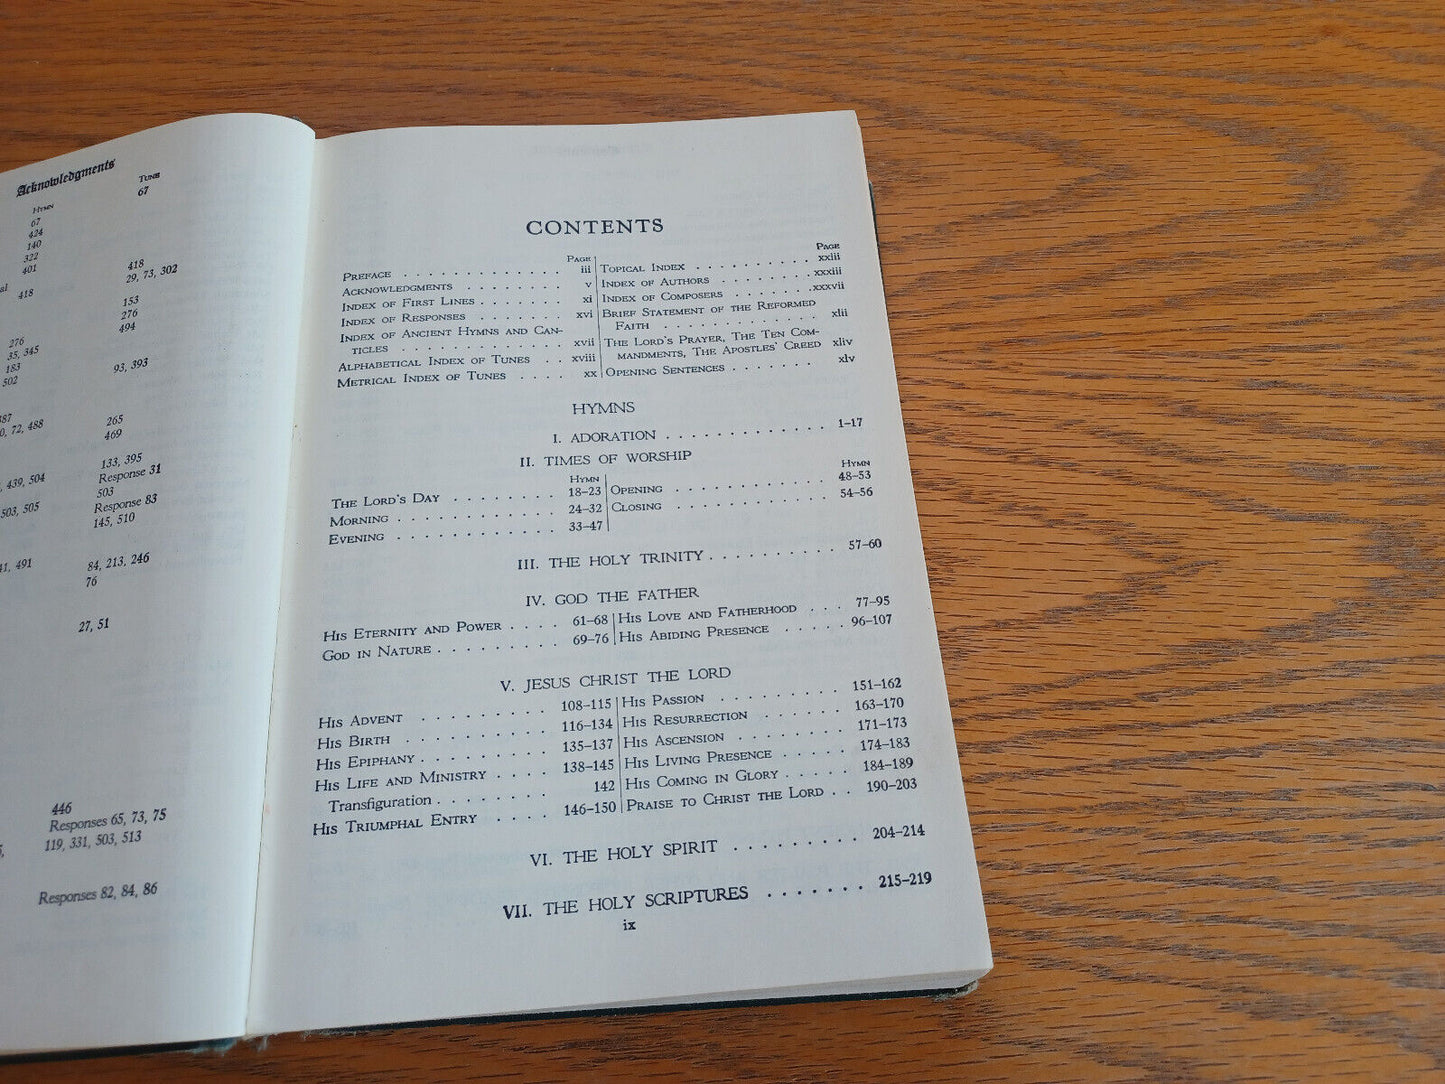 Acknowledgments
HYMN TUNE
67 67
424
140
322
401 418
29, 73, 302
418
153
276
494
276
35, 345
183 93, 393
502
265
72, 488 469
133, 395
439, 504 Response 31
503
503, 505 Response 83
145, 510
491 84, 213, 246
76
27, 51
446
Responses 65, 73, 75
119, 331, 503, 513
Responses 82, 84, 86
CONTENTS
PAGE
PREFACE . . . . . . . . . . . iii
ACKNOWLEDGMENTS . . . . . . . . v
INDEX OF FIRST LINES . . . . . . . xi
INDEX OF RESPONSES . . . . . . . . xvi
INDEX OF ANCIENT HYMNS AND CAN-
TICLES . . . . . . . . . . . xvii
ALPHABETICAL INDEX OF TUNES . . . xviii
METRICAL INDEX OF TUNES . . . . xx
PAGE
TOPICAL INDEX . . . . . . . . . xxiii
INDEX OF AUTHORS . . . . . . . . xxxiii
INDEX OF COMPOSERS . . . . . . . xxxvii
BRIEF STATEMENT OF THE REFORMED
FAITH . . . . . . . . . . . xlii
THE LORD'S PRAYER, THE TEN COM-
MANDMENTS, THE APOSTLES' CREED xliv
OPENING SENTENCES . . . . . . . xlv
HYMNS
I. ADORATION . . . . . . . . . . . . . 1–17
II. TIMES OF WORSHIP
HYMN
THE LORD'S DAY . . . . . . . . 18–23
MORNING . . . . . . . . . . . 24–32
EVENING . . . . . . . . . . . 33–47
HYMN
OPENING . . . . . . . . . . . 48–53
CLOSING . . . . . . . . . . . 54–56
III. THE HOLY TRINITY . . . . . . . . . 57–60
IV. GOD THE FATHER
HIS ETERNITY AND POWER . . . . 61–68
GOD IN NATURE . . . . . . . . . 69–76
HIS LOVE AND FATHERHOOD . . . 77–95
HIS ABIDING PRESENCE . . . . . 96–107
V. JESUS CHRIST THE LORD
HIS ADVENT . . . . . . . . . . 108–115
HIS BIRTH . . . . . . . . . . . 116–134
HIS EPIPHANY . . . . . . . . . . 135–137
HIS LIFE AND MINISTRY . . . . 138–145
Transfiguration . . . . . . . . . 142
HIS TRIUMPHAL ENTRY . . . . 146–150
HIS PASSION . . . . . . . . . 151–162
HIS RESURRECTION . . . . . . 163–170
HIS ASCENSION . . . . . . . . 171–173
HIS LIVING PRESENCE . . . . . 174–183
HIS COMING IN GLORY . . . . . 184–189
PRAISE TO CHRIST THE LORD . . 190–203
VI. THE HOLY SPIRIT . . . . . . . . . 204–214
VII. THE HOLY SCRIPTURES . . . . . . . 215–219
ix